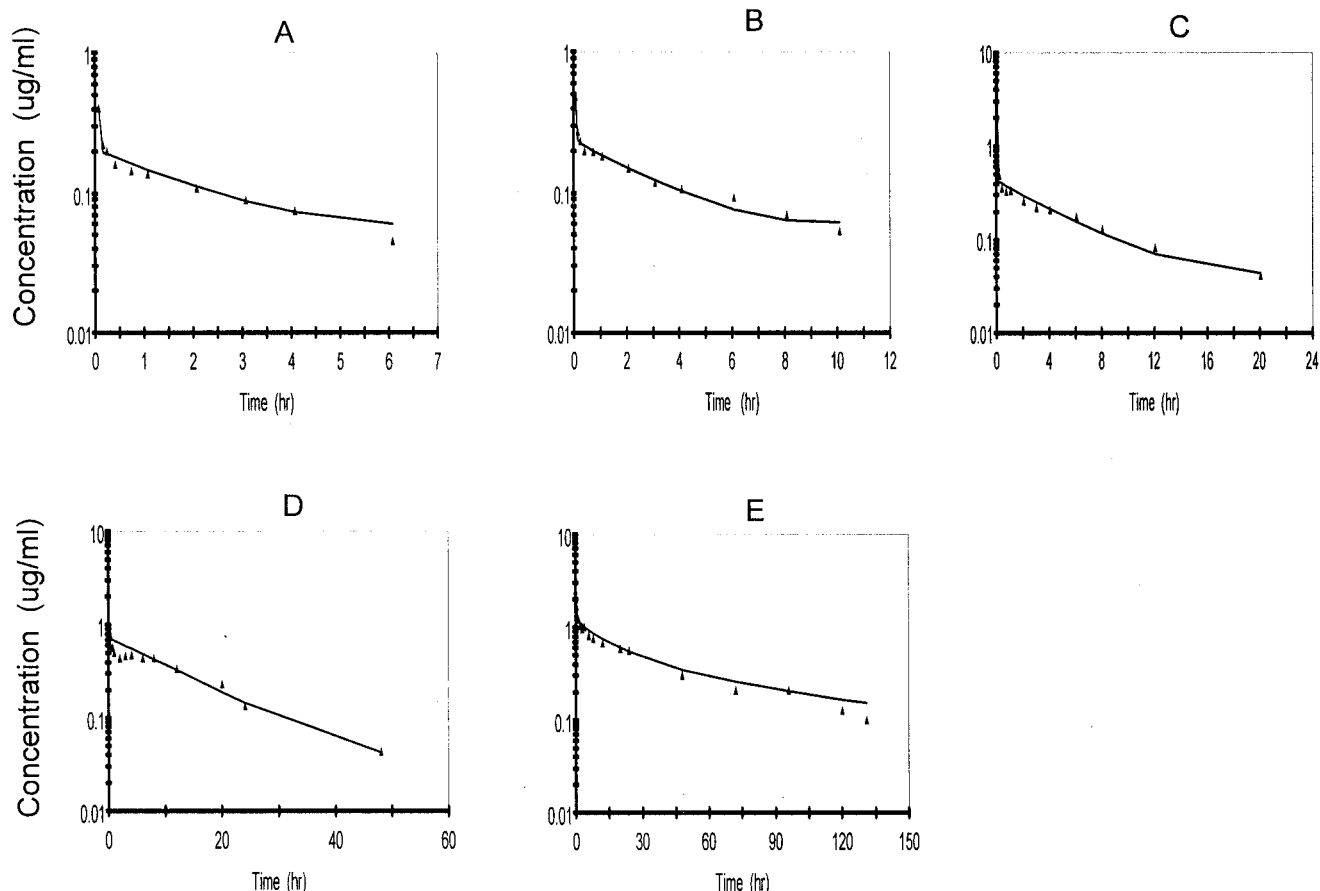 A
B
C
Concentration (ug/ml)
1
0.1
0.01
0 1 2 3 4 5 6 7
Time (hr)
1
0.1
0.01
0 2 4 6 8 10 12
Time (hr)
10
1
0.1
0.01
0 4 8 12 16 20 24
Time (hr)
D
E
Concentration (ug/ml)
10
1
0.1
0.01
0 20 40 60
Time (hr)
10
1
0.1
0.01
0 30 60 90 120 150
Time (hr)